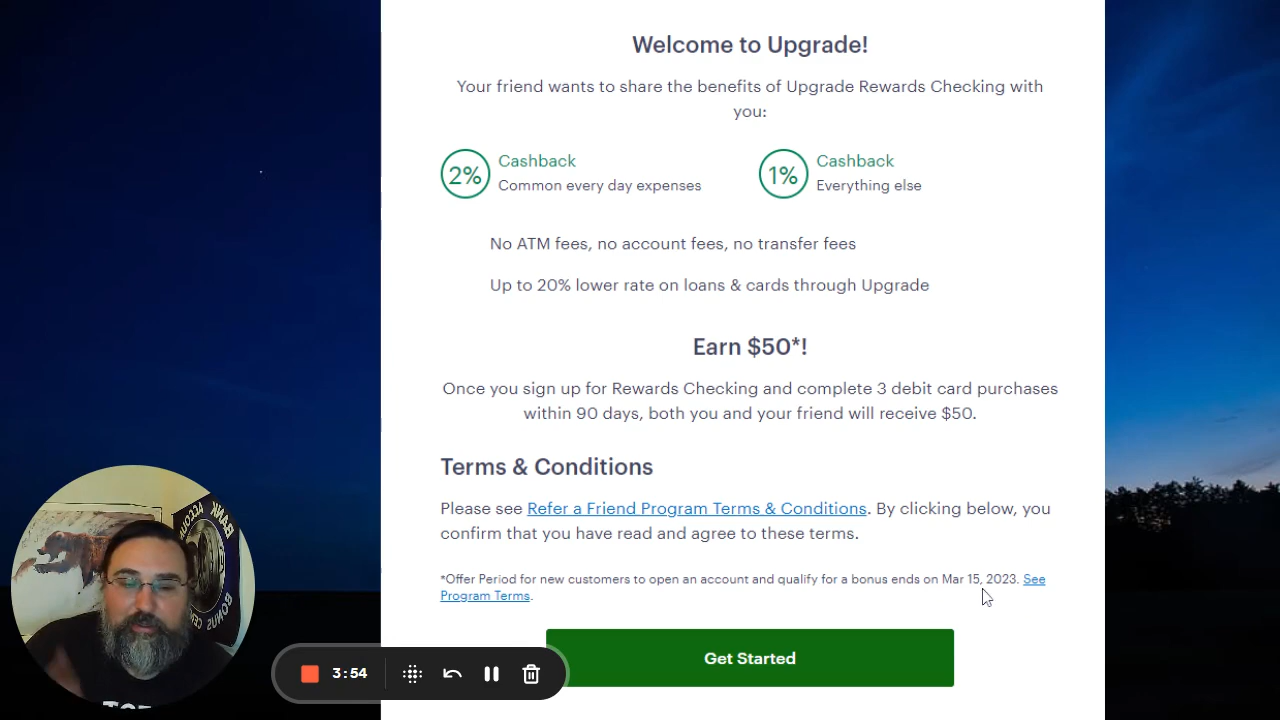 Welcome to Upgrade!
Your friend wants to share the benefits of Upgrade Rewards Checking with
you:
2% Cashback
Common every day expenses
1% Cashback
Everything else
No ATM fees, no account fees, no transfer fees
Up to 20% lower rate on loans & cards through Upgrade
Earn $50*!
Once you sign up for Rewards Checking and complete 3 debit card purchases
within 90 days, both you and your friend will receive $50.
Terms & Conditions
Please see Refer a Friend Program Terms & Conditions. By clicking below, you
confirm that you have read and agree to these terms.
*Offer Period for new customers to open an account and qualify for a bonus ends on Mar 15, 2023. See
Program Terms.
Get Started
3:54
BANK
BONUS